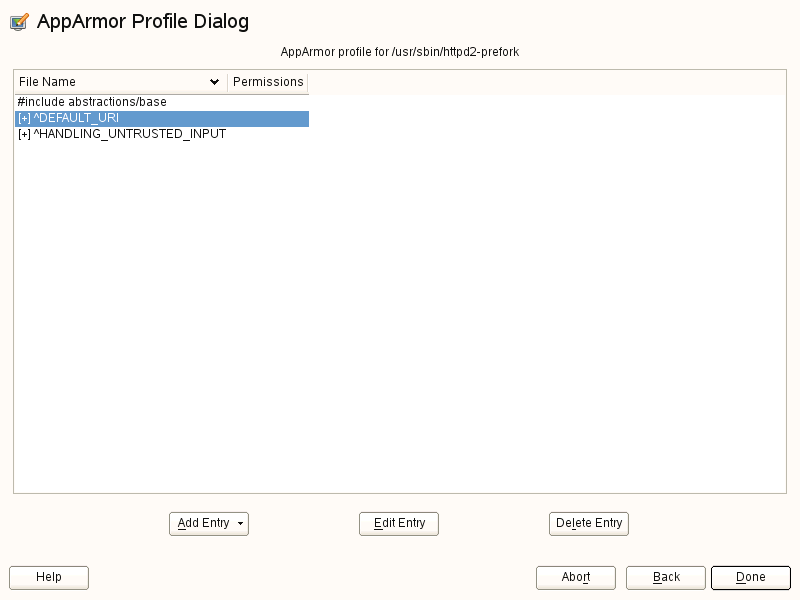 AppArmor Profile Dialog
AppArmor profile for /usr/sbin/httpd2-prefork
File Name Permissions
#include abstractions/base
[+] ^DEFAULT_URI
[+] ^HANDLING_UNTRUSTED_INPUT
Add Entry Edit Entry Delete Entry
Help Abort Back Done